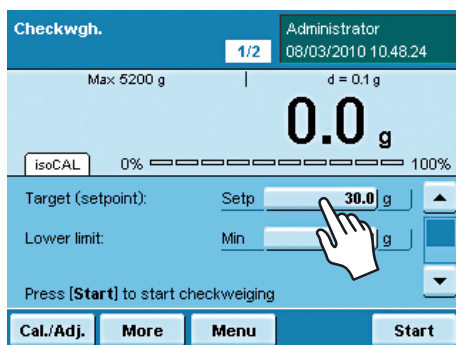 Checkwgh.
1/2
Administrator
08/03/2010 10.48.24
Max 5200 g
d = 0.1 g
0.0 g
isoCAL 0% 100%
Target (setpoint): Setp 30.0 g
Lower limit: Min g
Press [Start] to start checkweiging
Cal./Adj. More Menu Start